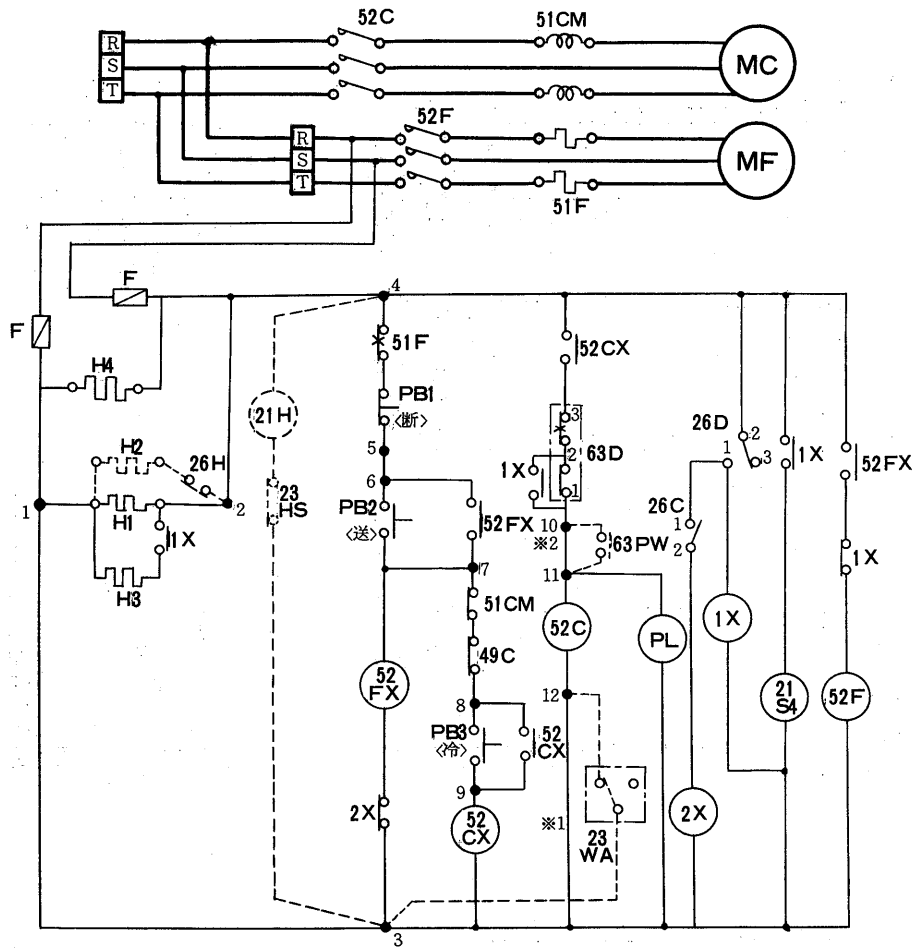 52C
51CM
R
S
T
MC
52F
R
S
T
MF
51F
F
F
4
H4
51F
52CX
21H
PB1
〈断〉
3
63D
26D
2
1
3
1X
52FX
H2
26H
5
6
2
1X
1
1
2
23
HS
PB2
〈送〉
52FX
10
※2
63PW
26C
1
2
H1
1X
H3
7
11
1X
51CM
52C
PL
1X
49C
52
FX
8
12
21
S4
52F
PB3
〈冷〉
52
CX
9
2X
52
CX
※1
23
WA
2X
3